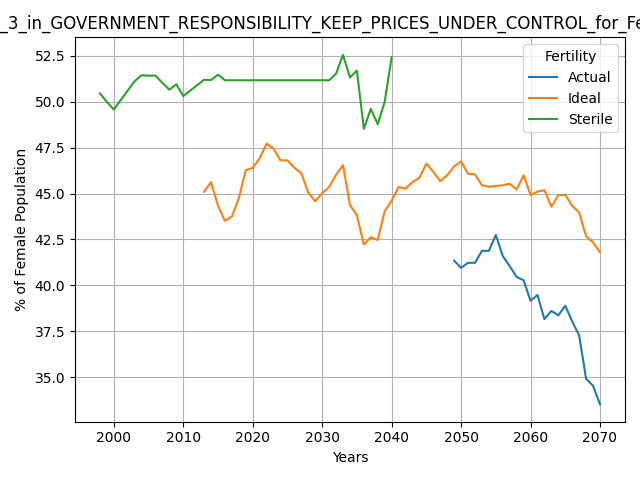 _3_in_GOVERNMENT_RESPONSIBILITY_KEEP_PRICES_UNDER_CONTROL_for_Fe
Fertility
Actual
Ideal
Sterile
% of Female Population
52.5
50.0
47.5
45.0
42.5
40.0
37.5
35.0
2000 2010 2020 2030 2040 2050 2060 2070
Years